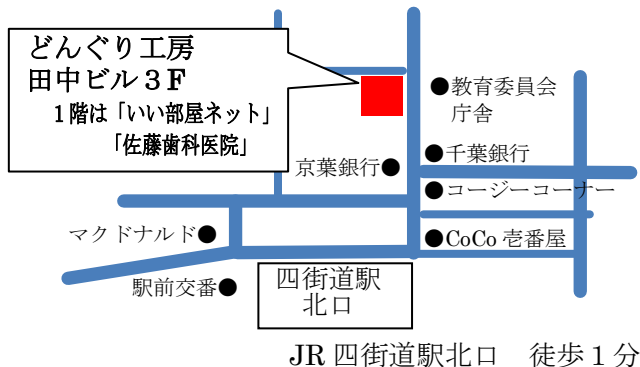 どんぐり工房
田中ビル３F
１階は「いい部屋ネット」
「佐藤歯科医院」
●教育委員会
庁舎
●千葉銀行
京葉銀行●
●コージーコーナー
マクドナルド●
●CoCo 壱番屋
駅前交番●
四街道駅
北口
JR 四街道駅北口　徒歩１分